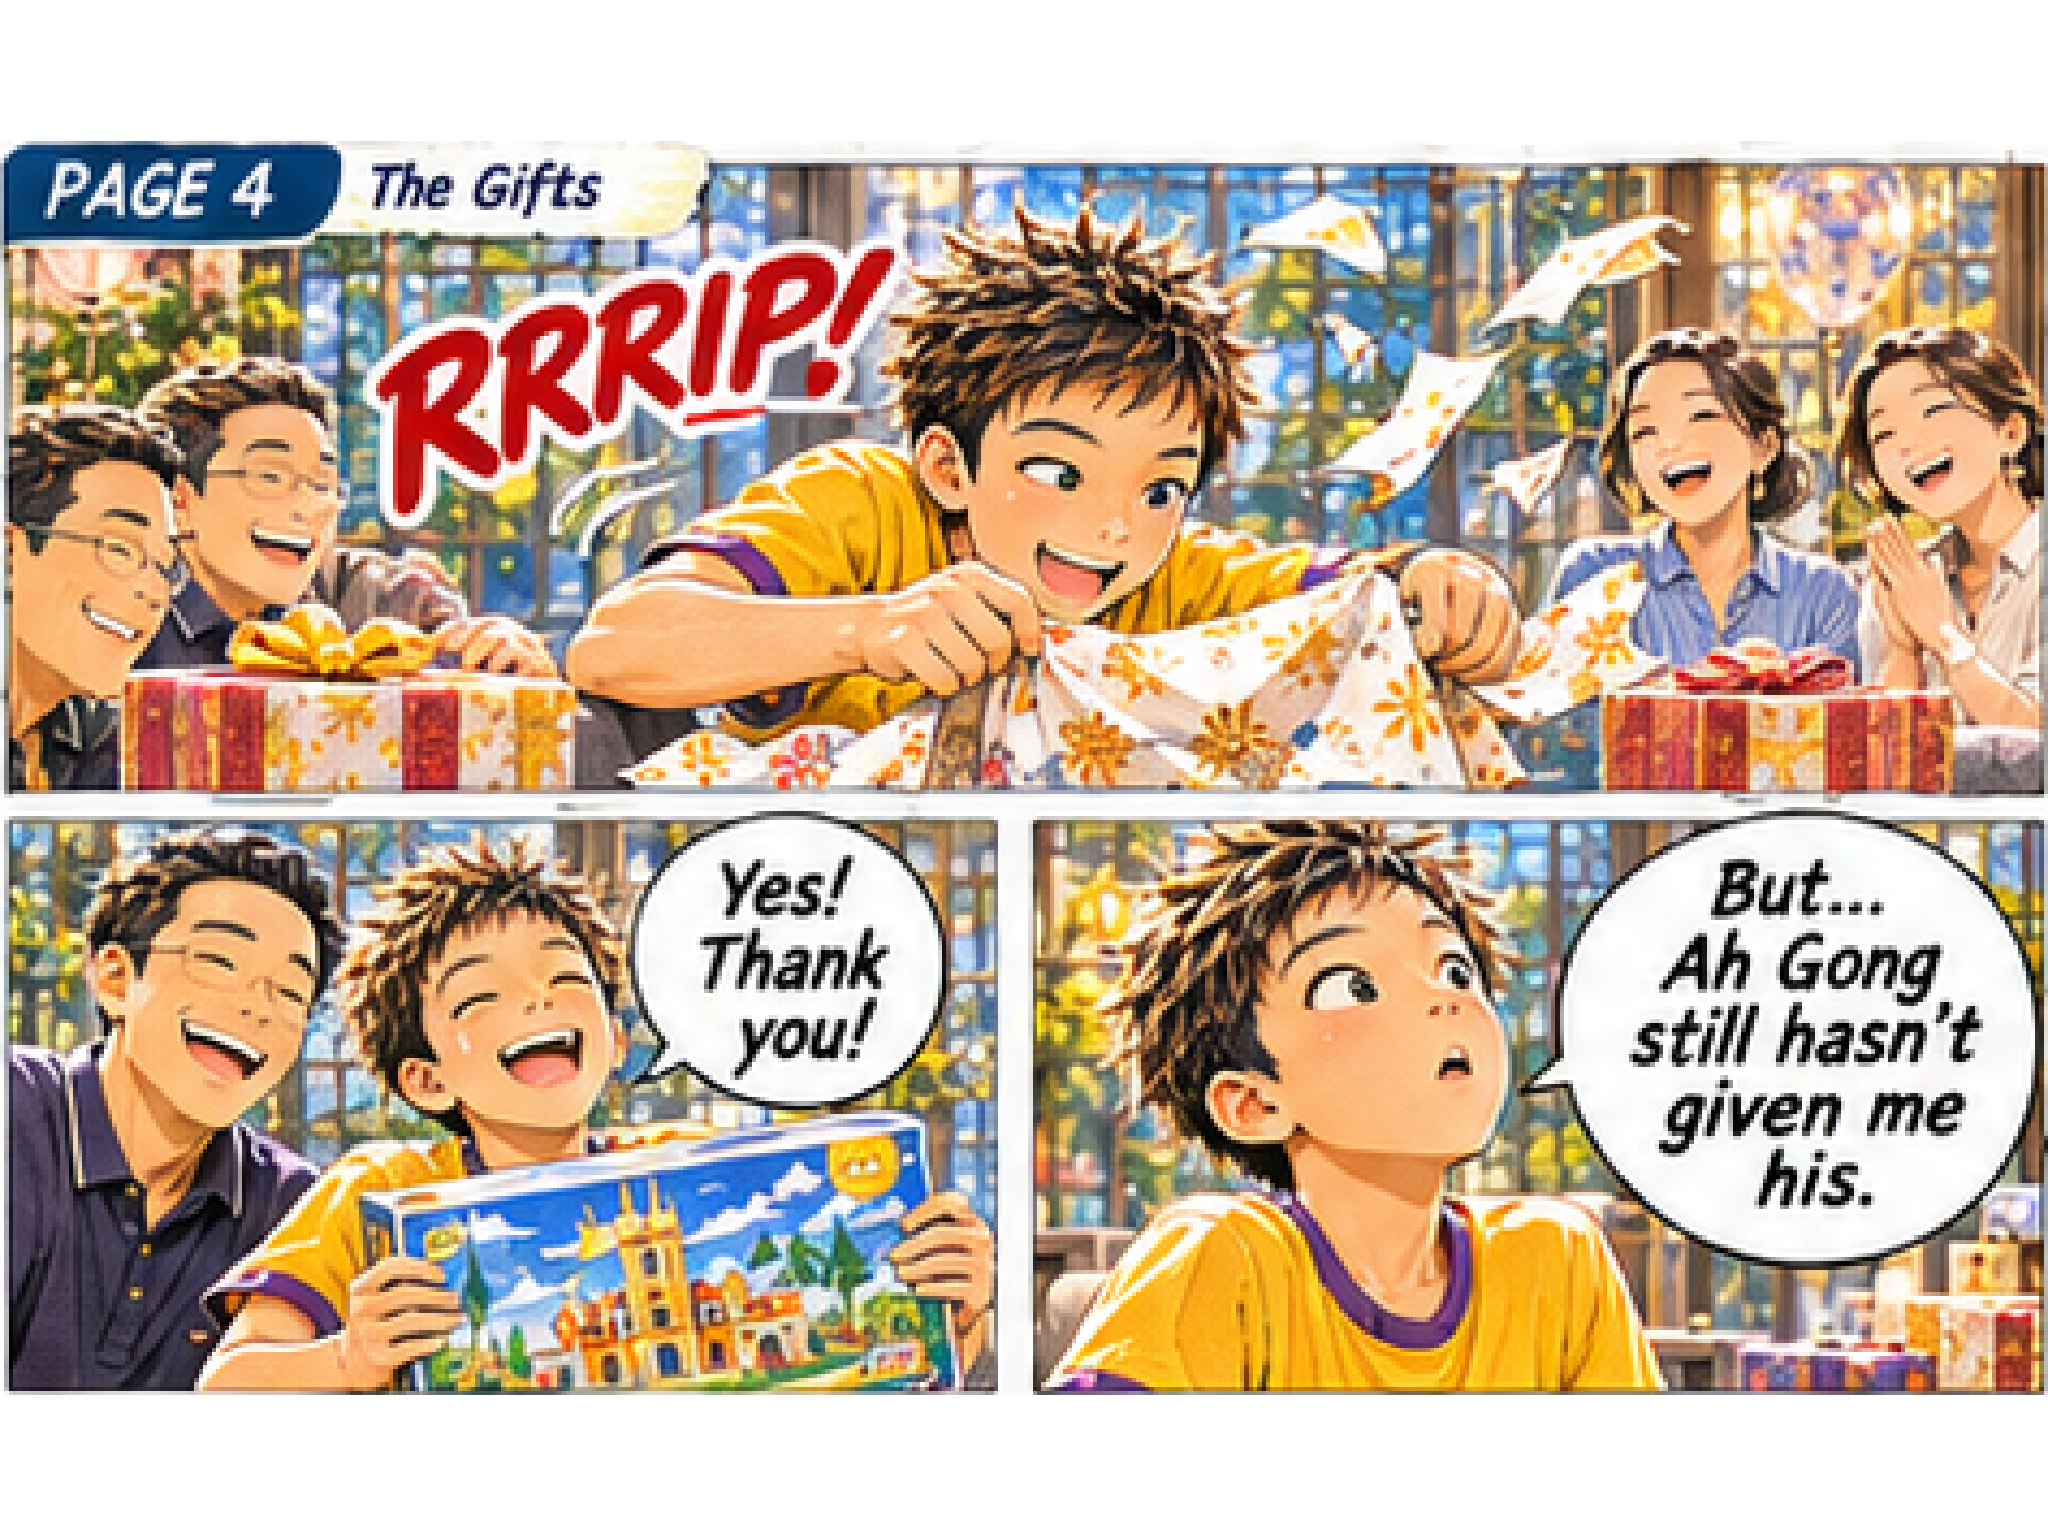 PAGE 4
The Gifts
RRRIP!
Yes!
Thank
you!
But...
Ah Gong
still hasn't
given me
his.